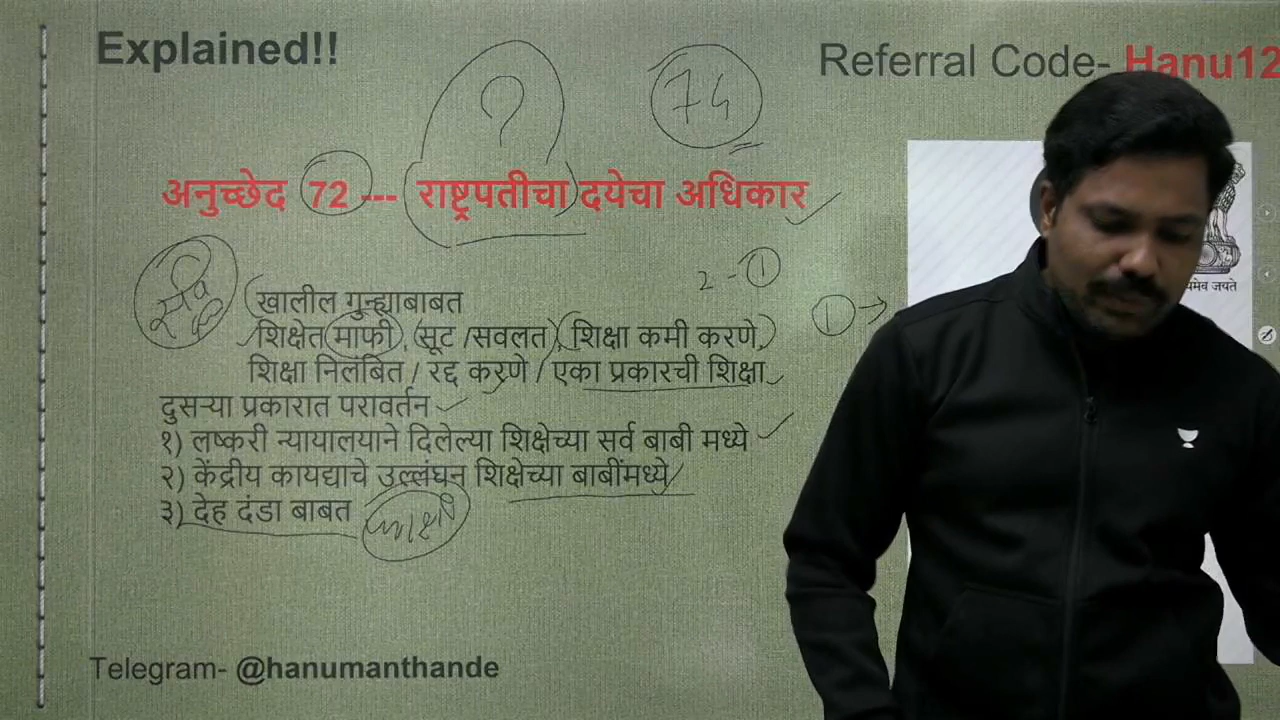 Explained!!
Referral Code- Hanu12
74
?
अनुच्छेद 72 --- राष्ट्रपतीचा दयेचा अधिकार
2 - 1
खालील गुन्ह्याबाबत
1 →
शिक्षेत माफी, (सूट /सवलत), शिक्षा कमी करणे,
शिक्षा निलंबित / रद्द करणे / एका प्रकारची शिक्षा
दुसऱ्या प्रकारात परावर्तन
१) लष्करी न्यायालयाने दिलेल्या शिक्षेच्या सर्व बाबी मध्ये
२) केंद्रीय कायद्याचे उल्लंघन शिक्षेच्या बाबींमध्ये
३) देह दंडा बाबत
Telegram- @hanumanthande